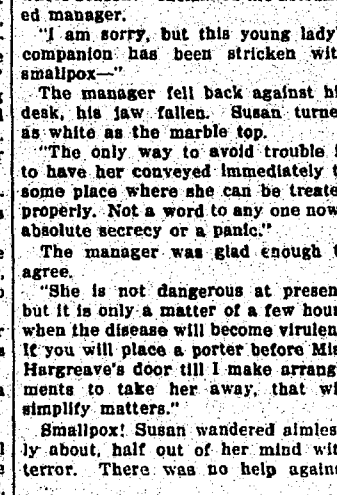 ed manager.
"I am sorry, but this young lady'
companion has been stricken wit
smallpox—"
The manager fell back against hi
desk, his jaw fallen. Susan turne
as white as the marble top.
"The only way to avoid trouble i
to have her conveyed immediately t
some place where she can be treate
properly. Not a word to any one now
absolute secrecy or a panic."
The manager was glad enough t
agree.
"She is not dangerous at presen
but it is only a matter of a few hour
when the disease will become virulen
If you will place a porter before Mis
Hargreave's door till I make arrang
ments to take her away, that wi
simplify matters."
Smallpox! Susan wandered aimles
ly about, half out of her mind wit
terror. There was no help agains